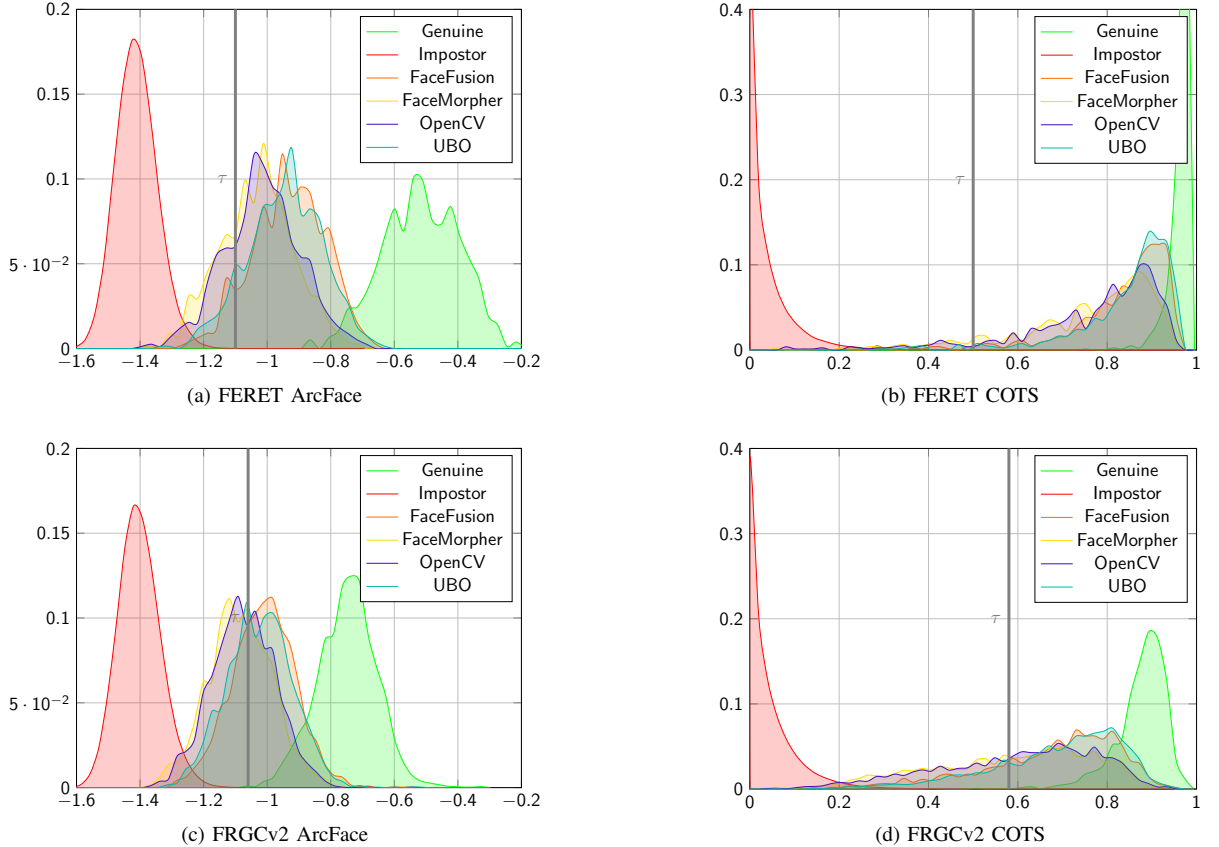 0.2
0.15
0.1
5 · 10⁻²
0
−1.6 −1.4 −1.2 −1 −0.8 −0.6 −0.4 −0.2
τ
Genuine
Impostor
FaceFusion
FaceMorpher
OpenCV
UBO
(a) FERET ArcFace
0.4
0.3
0.2
0.1
0
0 0.2 0.4 0.6 0.8 1
τ
Genuine
Impostor
FaceFusion
FaceMorpher
OpenCV
UBO
(b) FERET COTS
0.2
0.15
0.1
5 · 10⁻²
0
−1.6 −1.4 −1.2 −1 −0.8 −0.6 −0.4 −0.2
τ
Genuine
Impostor
FaceFusion
FaceMorpher
OpenCV
UBO
(c) FRGCv2 ArcFace
0.4
0.3
0.2
0.1
0
0 0.2 0.4 0.6 0.8 1
τ
Genuine
Impostor
FaceFusion
FaceMorpher
OpenCV
UBO
(d) FRGCv2 COTS